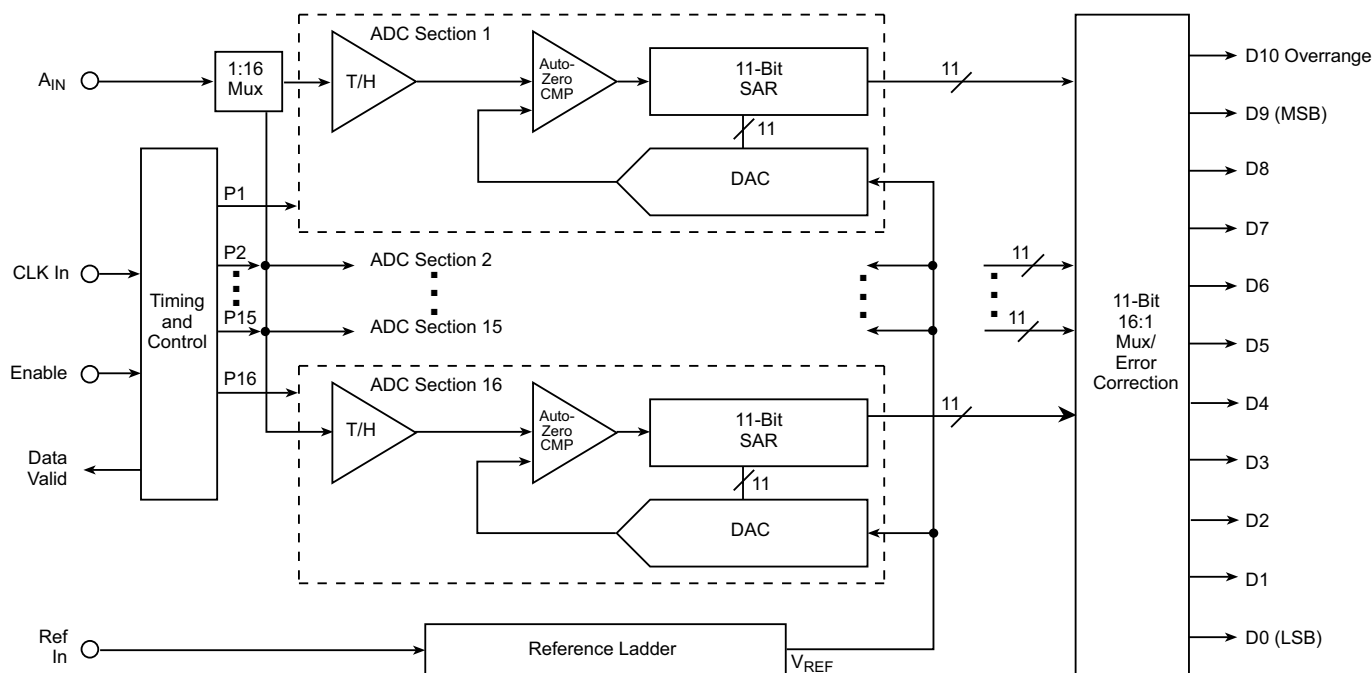 ADC Section 1
A_IN
1:16
Mux
T/H
Auto-
Zero
CMP
11-Bit
SAR
11
11
DAC
P1
P2
P15
P16
CLK In
Enable
Data
Valid
Timing
and
Control
ADC Section 2
ADC Section 15
11
11
ADC Section 16
T/H
Auto-
Zero
CMP
11-Bit
SAR
11
11
DAC
Ref
In
Reference Ladder
V_REF
11-Bit
16:1
Mux/
Error
Correction
D10 Overrange
D9 (MSB)
D8
D7
D6
D5
D4
D3
D2
D1
D0 (LSB)